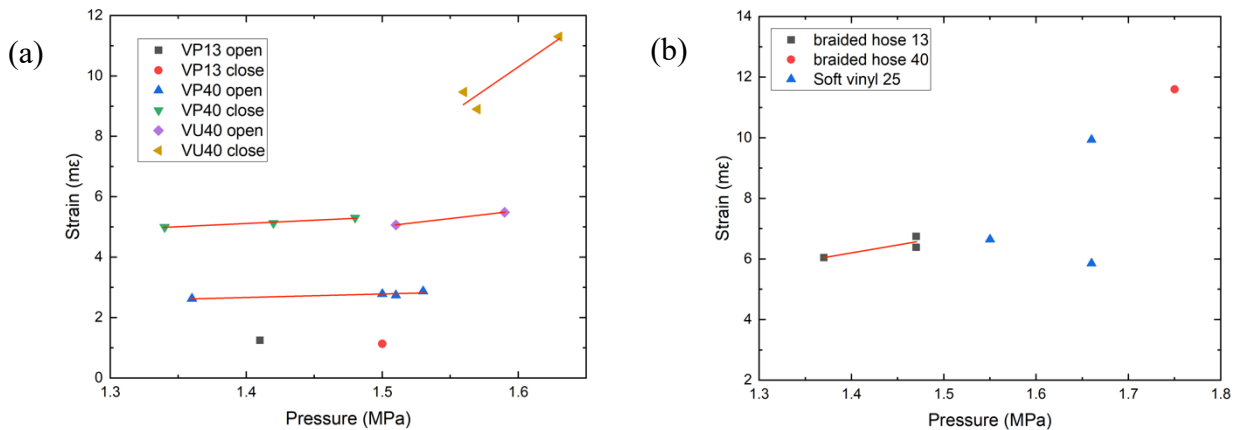 (a)
VP13 open
VP13 close
VP40 open
VP40 close
VU40 open
VU40 close
Strain (mε)
12
10
8
6
4
2
0
1.3 1.4 1.5 1.6
Pressure (MPa)
(b)
braided hose 13
braided hose 40
Soft vinyl 25
Strain (mε)
14
12
10
8
6
4
2
1.3 1.4 1.5 1.6 1.7 1.8
Pressure (MPa)